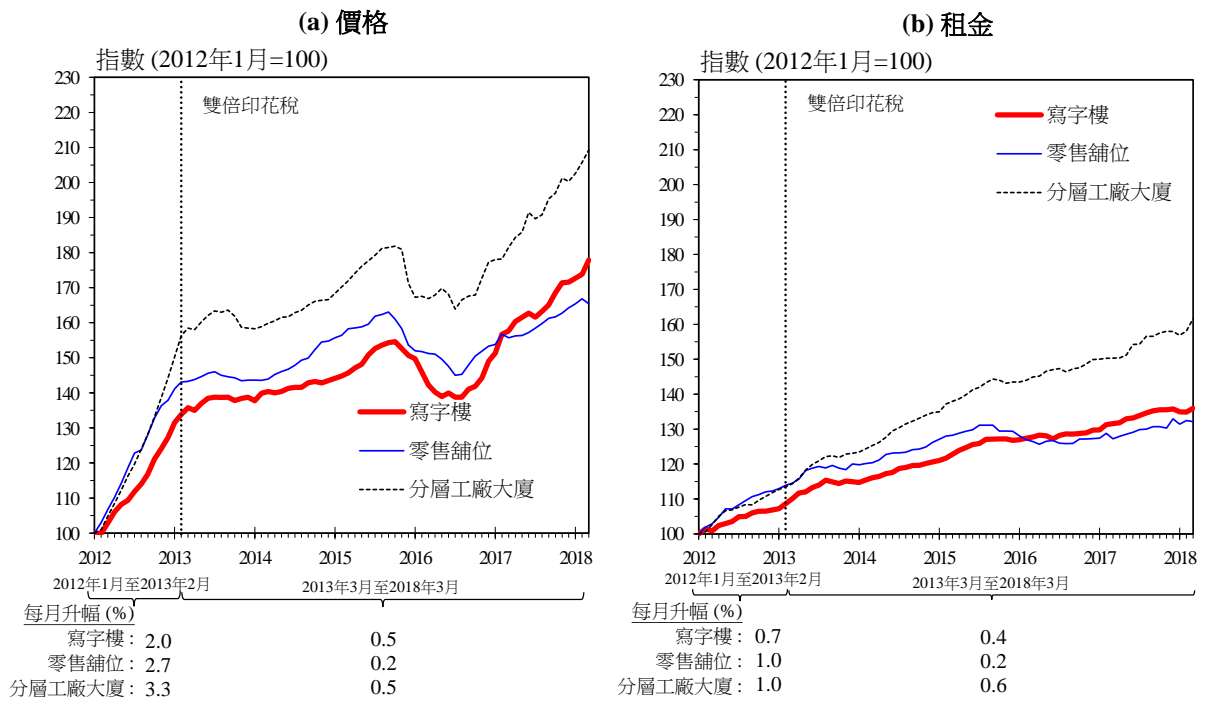 (a) 價格
指數 (2012年1月=100)
230
220
210
200
190
180
170
160
150
140
130
120
110
100
雙倍印花稅
寫字樓
零售舖位
分層工廠大廈
2012 2013 2014 2015 2016 2017 2018
2012年1月至2013年2月 2013年3月至2018年3月
每月升幅 (%)
寫字樓 : 2.0 0.5
零售舖位 : 2.7 0.2
分層工廠大廈 : 3.3 0.5
(b) 租金
指數 (2012年1月=100)
230
220
210
200
190
180
170
160
150
140
130
120
110
100
雙倍印花稅
寫字樓
零售舖位
分層工廠大廈
2012 2013 2014 2015 2016 2017 2018
2012年1月至2013年2月 2013年3月至2018年3月
每月升幅 (%)
寫字樓 : 0.7 0.4
零售舖位 : 1.0 0.2
分層工廠大廈 : 1.0 0.6